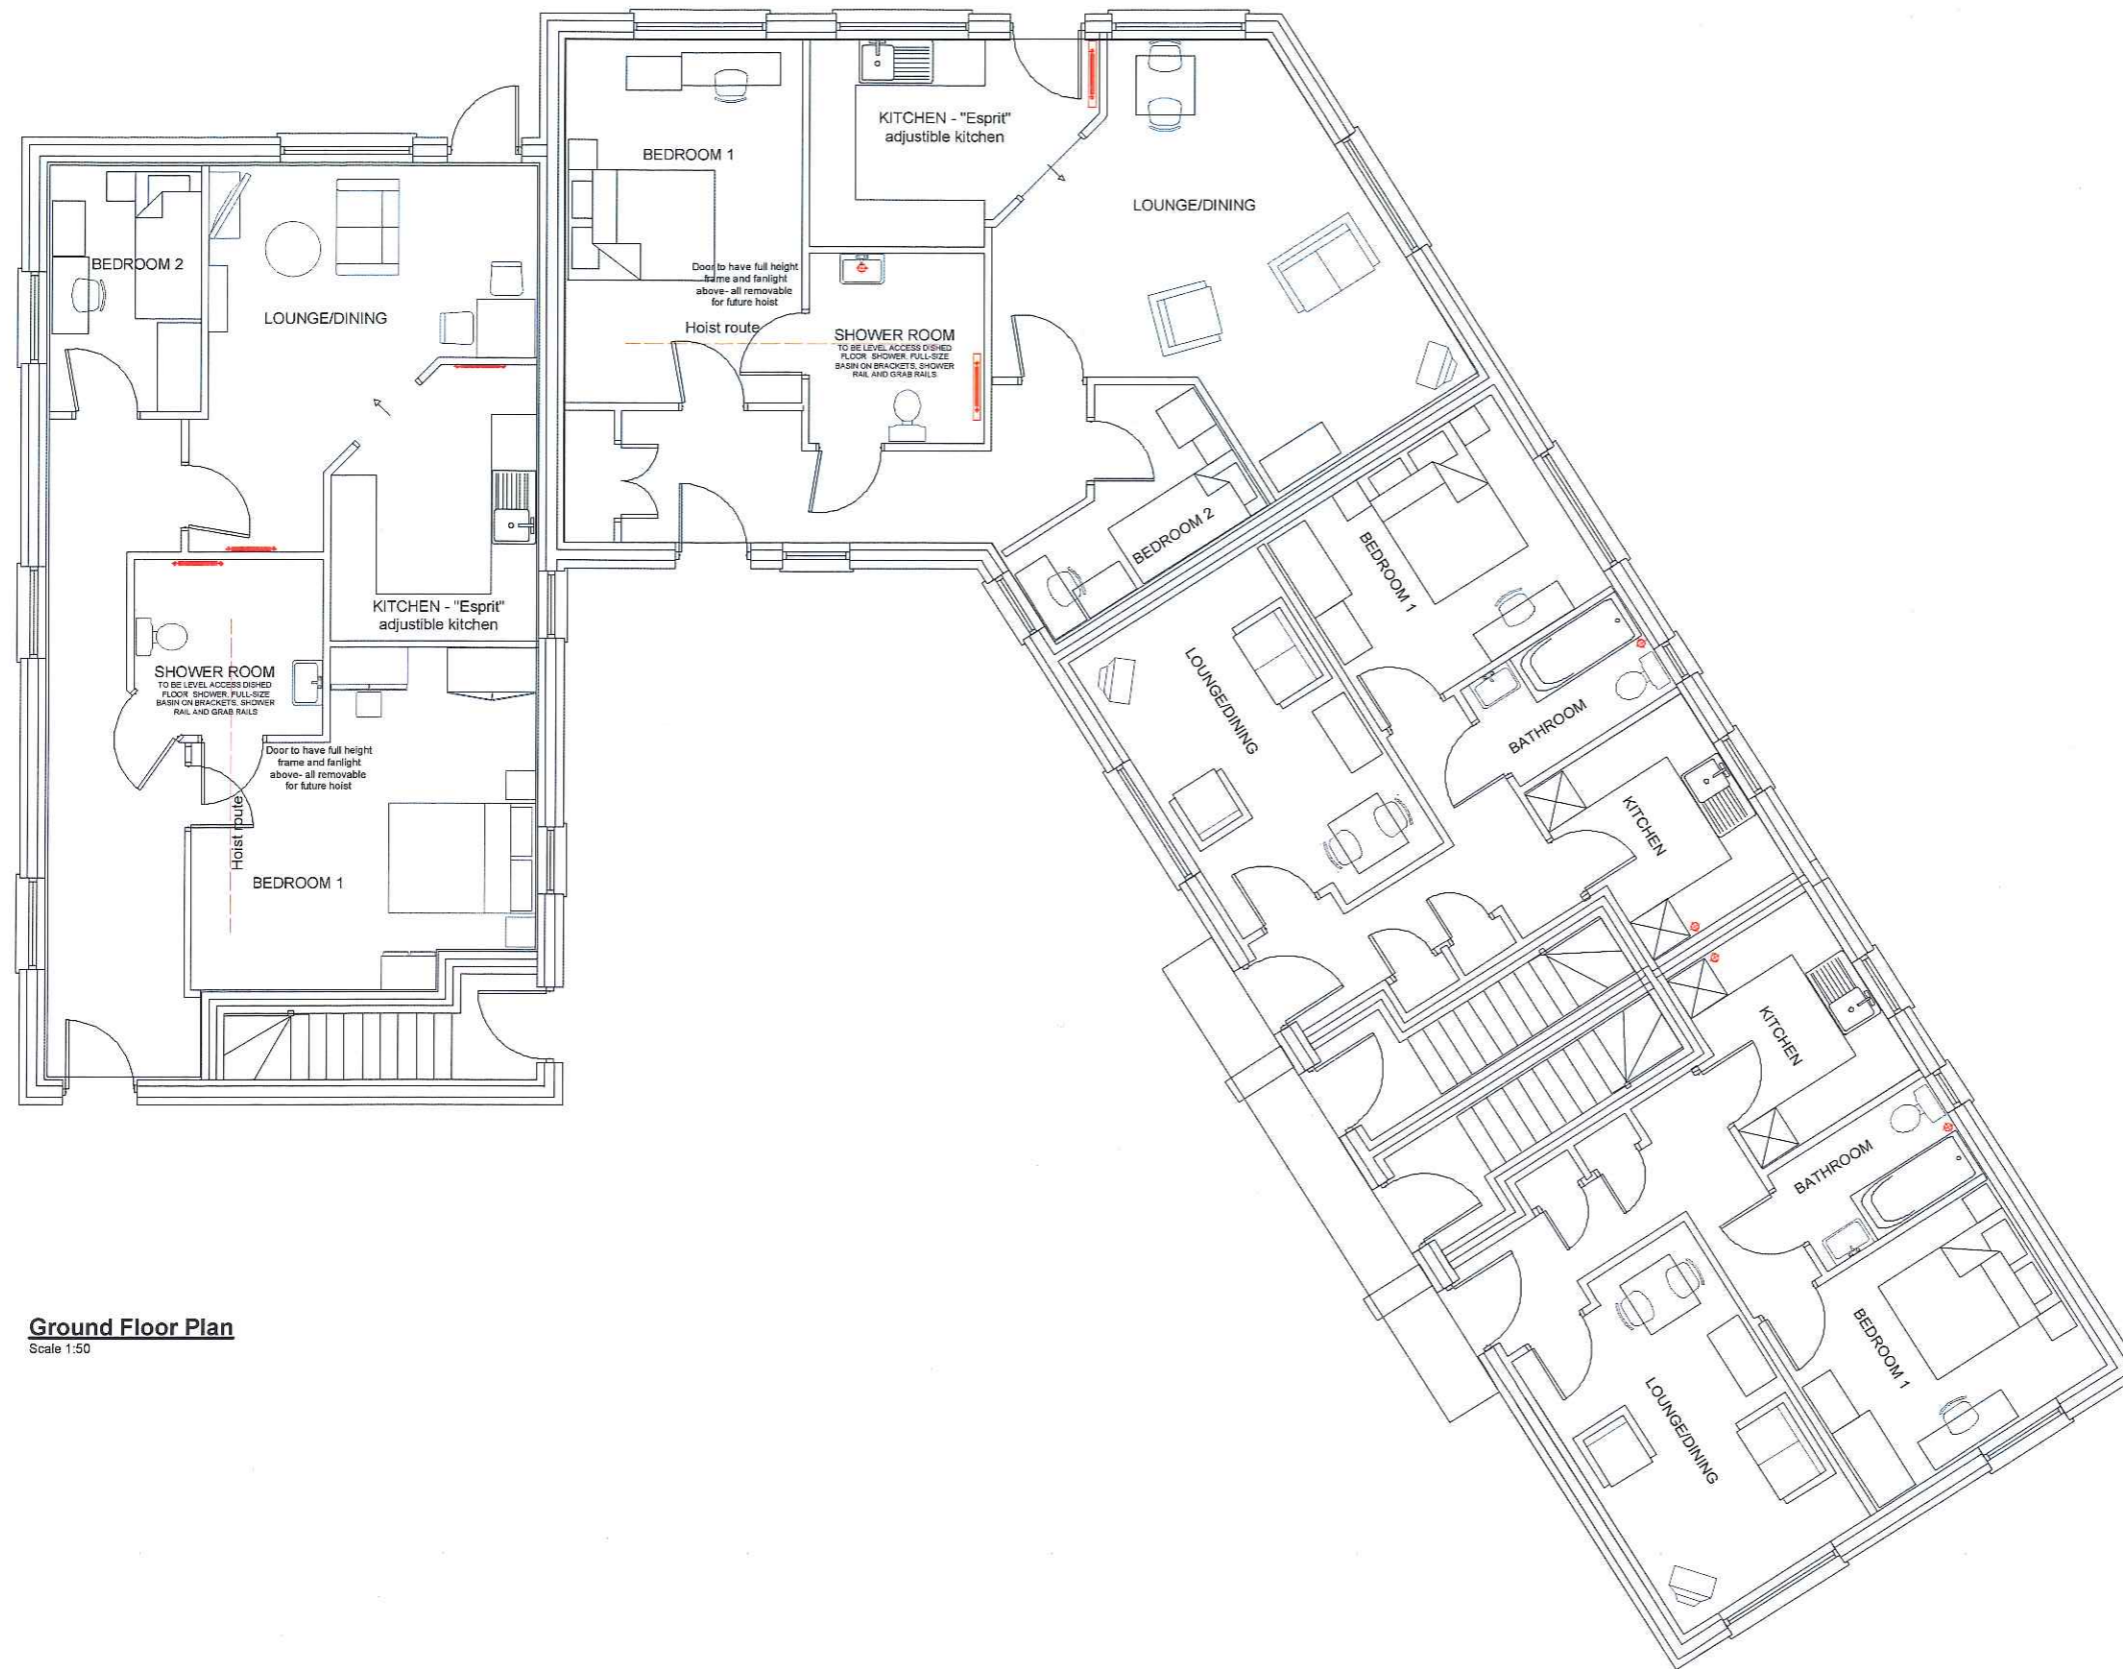 KITCHEN - "Esprit"
adjustible kitchen
BEDROOM 1
LOUNGE/DINING
Door to have full height
frame and fanlight
above- all removable
for future hoist
Hoist route
SHOWER ROOM
TO BE LEVEL ACCESS DISHED
FLOOR SHOWER, FULL-SIZE
BASIN ON BRACKETS, SHOWER
RAIL AND GRAB RAILS
BEDROOM 2
BEDROOM 2
LOUNGE/DINING
KITCHEN - "Esprit"
adjustible kitchen
SHOWER ROOM
TO BE LEVEL ACCESS DISHED
FLOOR SHOWER, FULL-SIZE
BASIN ON BRACKETS, SHOWER
RAIL AND GRAB RAILS
Door to have full height
frame and fanlight
above- all removable
for future hoist
Hoist route
BEDROOM 1
BEDROOM 1
LOUNGE/DINING
BATHROOM
KITCHEN
KITCHEN
BATHROOM
BEDROOM 1
LOUNGE/DINING
Ground Floor Plan
Scale 1:50